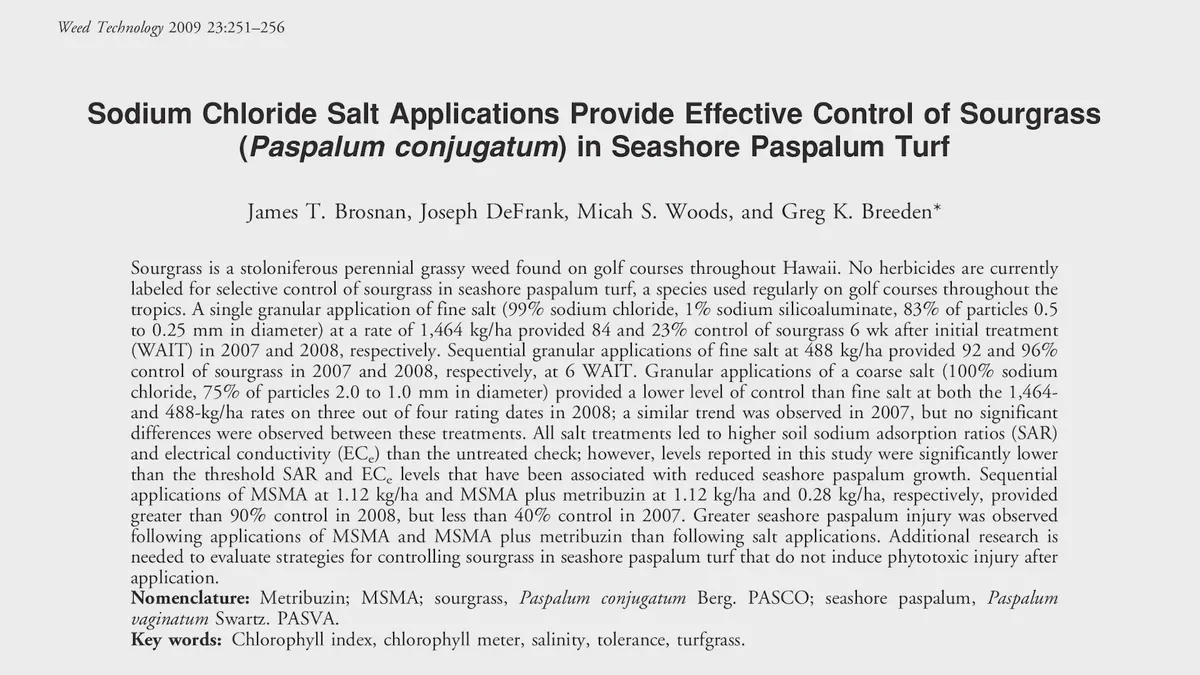 Weed Technology 2009 23:251–256
Sodium Chloride Salt Applications Provide Effective Control of Sourgrass
(Paspalum conjugatum) in Seashore Paspalum Turf
James T. Brosnan, Joseph DeFrank, Micah S. Woods, and Greg K. Breeden*
Sourgrass is a stoloniferous perennial grassy weed found on golf courses throughout Hawaii. No herbicides are currently
labeled for selective control of sourgrass in seashore paspalum turf, a species used regularly on golf courses throughout the
tropics. A single granular application of fine salt (99% sodium chloride, 1% sodium silicoaluminate, 83% of particles 0.5
to 0.25 mm in diameter) at a rate of 1,464 kg/ha provided 84 and 23% control of sourgrass 6 wk after initial treatment
(WAIT) in 2007 and 2008, respectively. Sequential granular applications of fine salt at 488 kg/ha provided 92 and 96%
control of sourgrass in 2007 and 2008, respectively, at 6 WAIT. Granular applications of a coarse salt (100% sodium
chloride, 75% of particles 2.0 to 1.0 mm in diameter) provided a lower level of control than fine salt at both the 1,464-
and 488-kg/ha rates on three out of four rating dates in 2008; a similar trend was observed in 2007, but no significant
differences were observed between these treatments. All salt treatments led to higher soil sodium adsorption ratios (SAR)
and electrical conductivity (ECe) than the untreated check; however, levels reported in this study were significantly lower
than the threshold SAR and ECe levels that have been associated with reduced seashore paspalum growth. Sequential
applications of MSMA at 1.12 kg/ha and MSMA plus metribuzin at 1.12 kg/ha and 0.28 kg/ha, respectively, provided
greater than 90% control in 2008, but less than 40% control in 2007. Greater seashore paspalum injury was observed
following applications of MSMA and MSMA plus metribuzin than following salt applications. Additional research is
needed to evaluate strategies for controlling sourgrass in seashore paspalum turf that do not induce phytotoxic injury after
application.
Nomenclature: Metribuzin; MSMA; sourgrass, Paspalum conjugatum Berg. PASCO; seashore paspalum, Paspalum
vaginatum Swartz. PASVA.
Key words: Chlorophyll index, chlorophyll meter, salinity, tolerance, turfgrass.